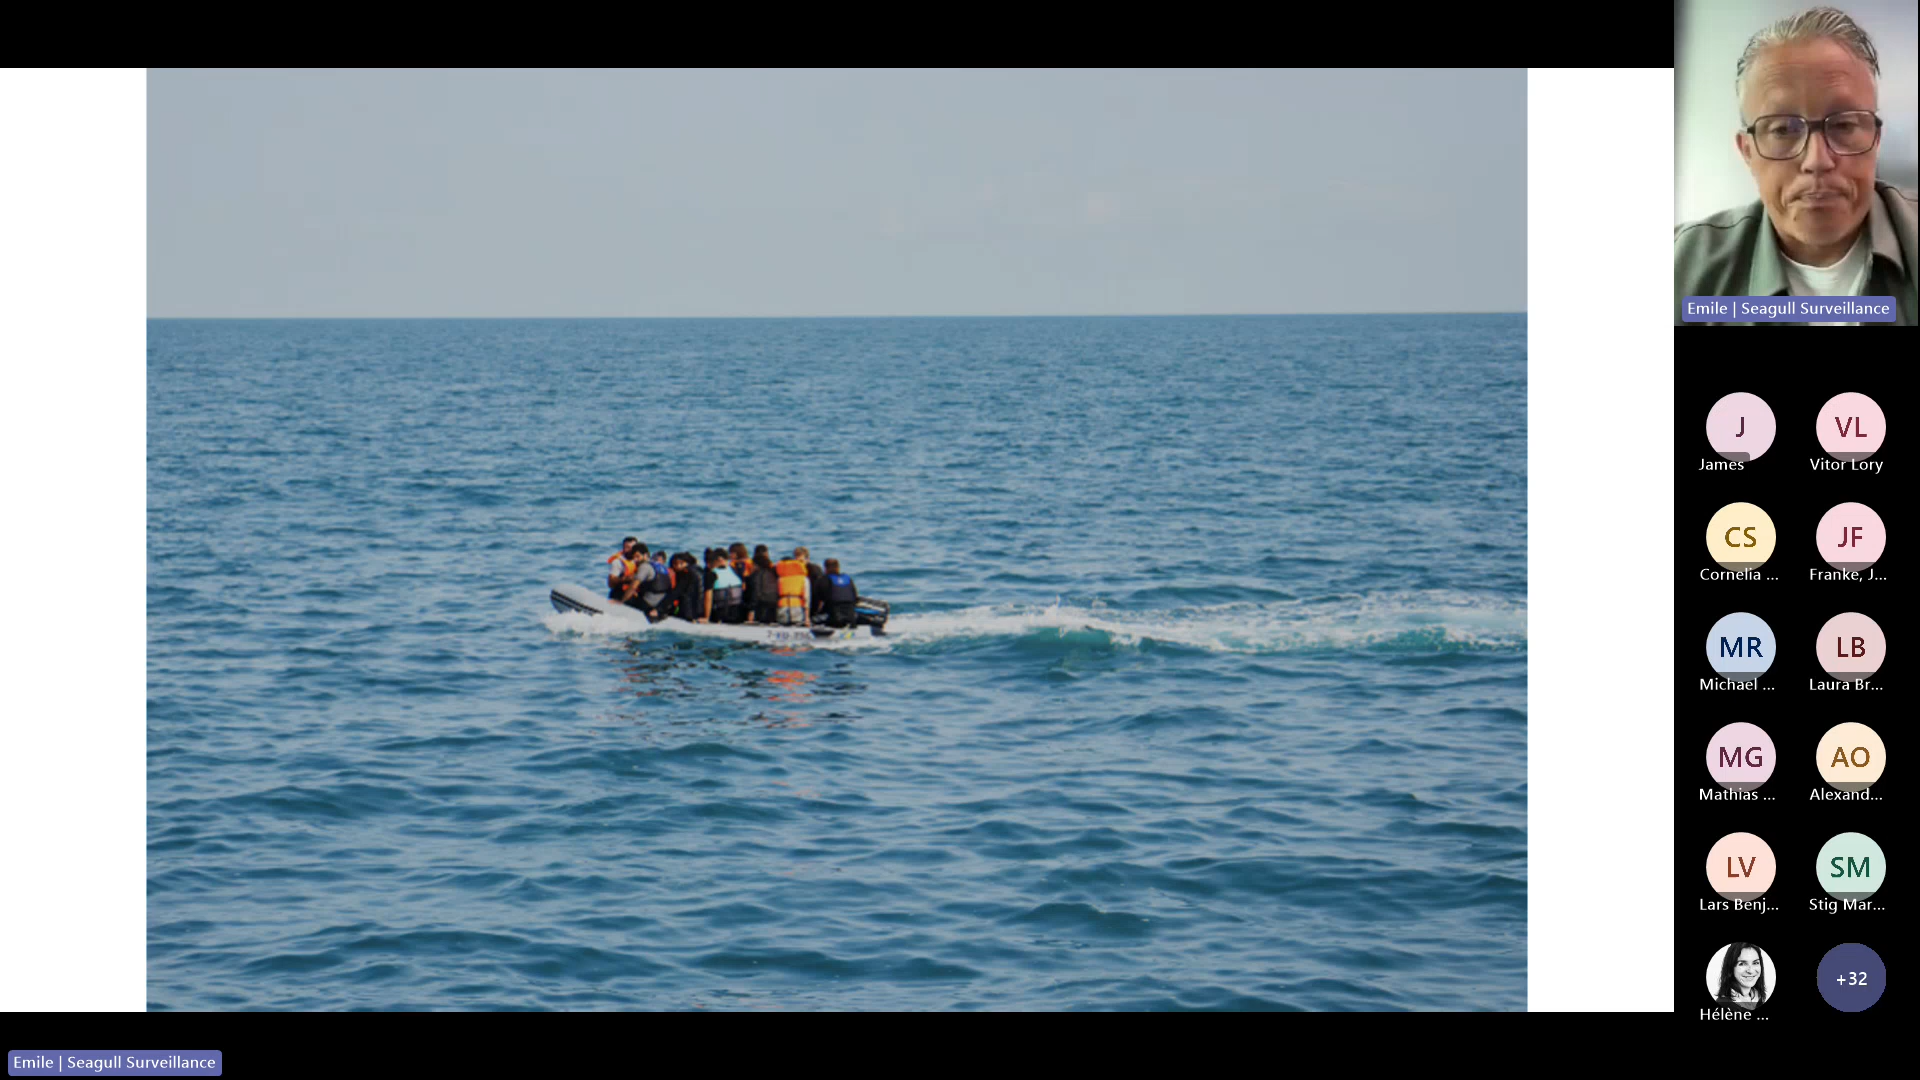 Emile | Seagull Surveillance
J
VL
James
Vitor Lory
CS
JF
Cornelia ...
Franke, J...
MR
LB
Michael ...
Laura Br...
MG
AO
Mathias ...
Alexand...
LV
SM
Lars Benj...
Stig Mar...
+32
Hélène ...
Emile | Seagull Surveillance